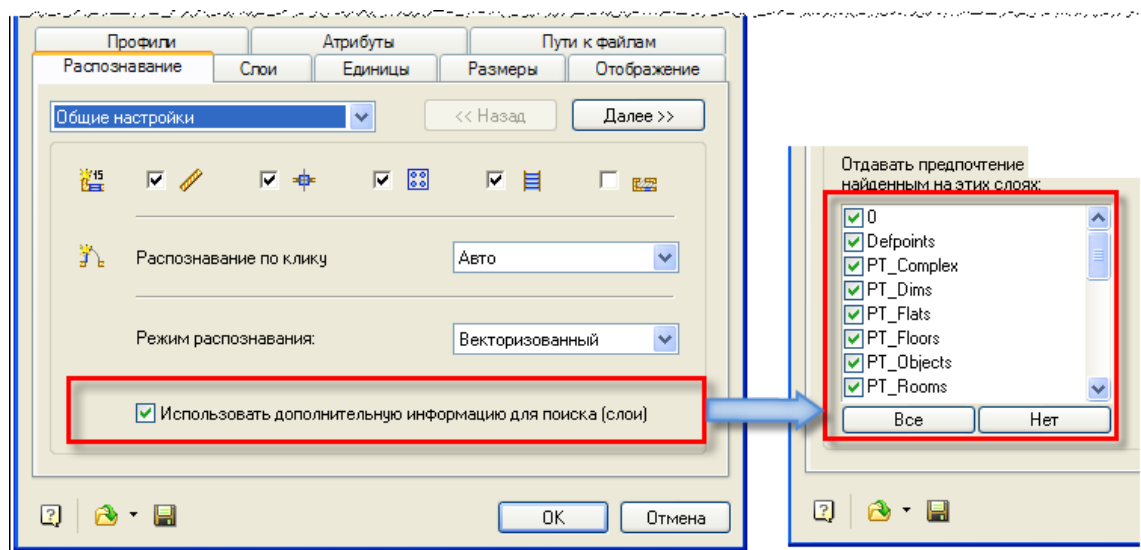 Профили Атрибуты Пути к файлам
Распознавание Слои Единицы Размеры Отображение
Общие настройки << Назад Далее >>
15
Распознавание по клику Авто
Режим распознавания: Векторизованный
Использовать дополнительную информацию для поиска (слои)
? OK Отмена
Отдавать предпочтение
найденным на этих слоях:
0
Defpoints
PT_Complex
PT_Dims
PT_Flats
PT_Floors
PT_Objects
PT_Rooms
Все Нет
?